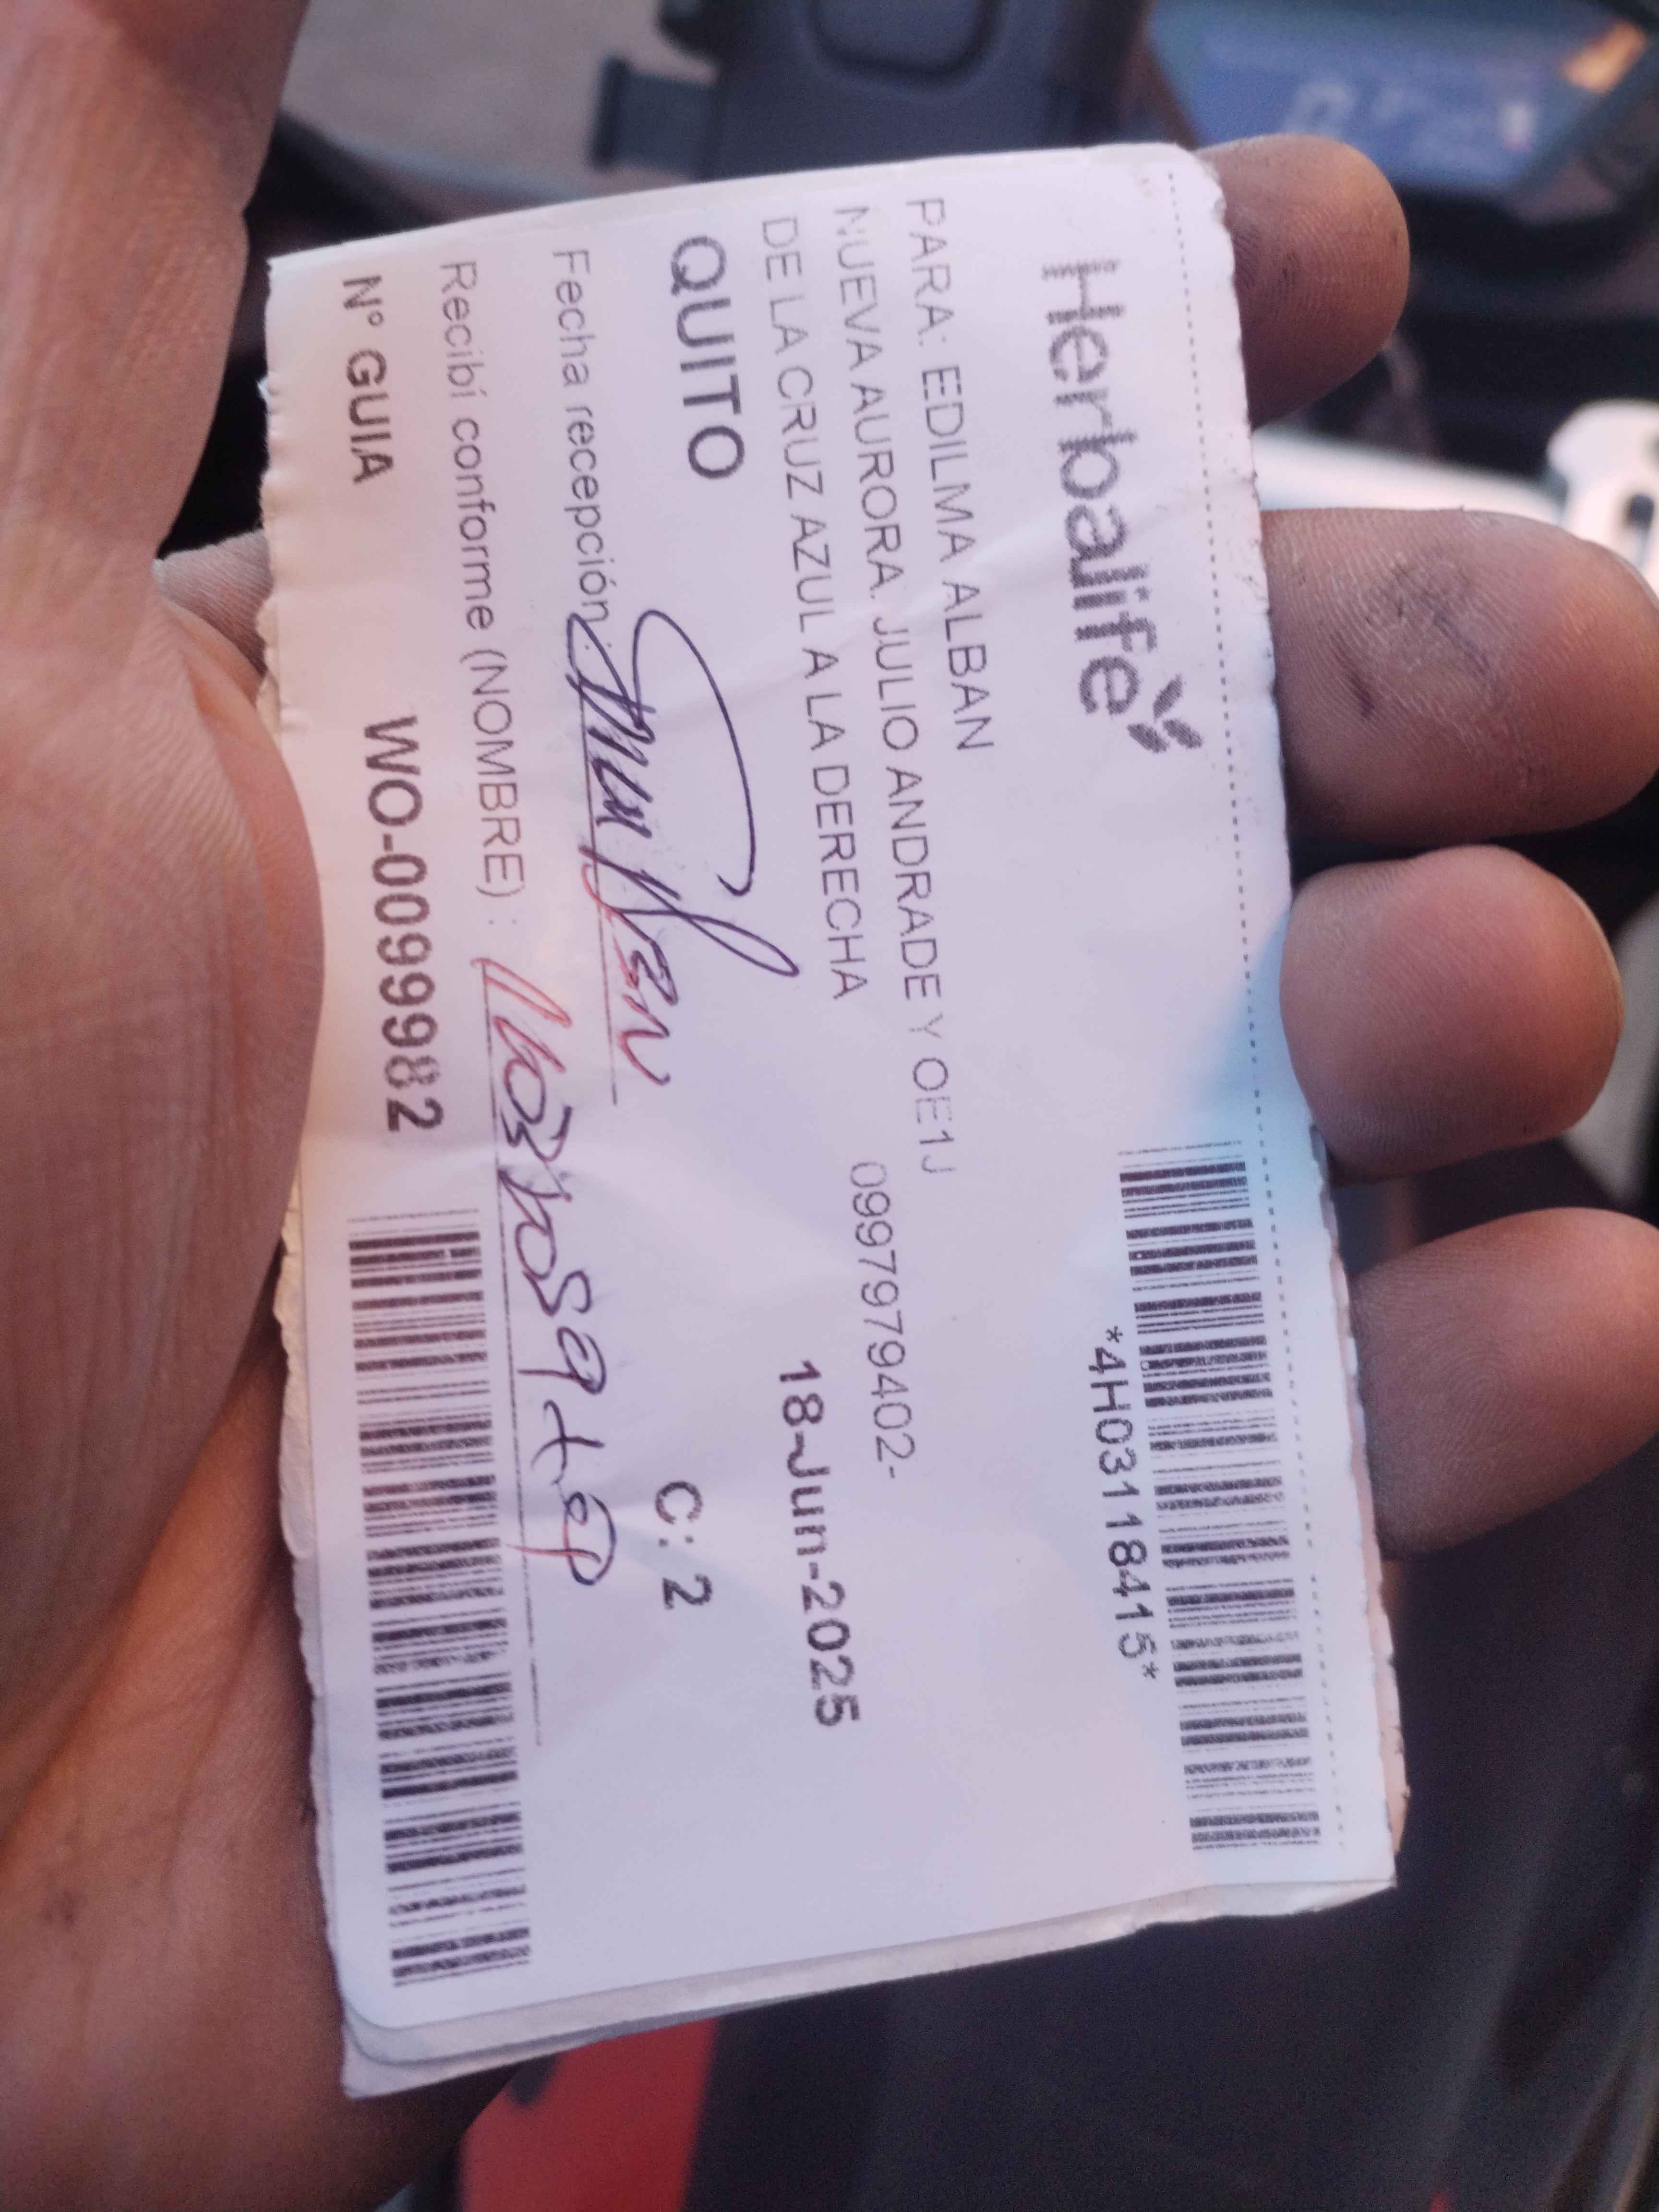 Herbalife
*4H03118415*
PARA: EDILMA ALBAN
NUEVA AURORA, JULIO ANDRADE Y OE1J
DE LA CRUZ AZUL A LA DERECHA 0997979402-
QUITO 18-Jun-2025
C: 2
Fecha recepción:
Recibí conforme (NOMBRE) :
N° GUIA WO-0099982